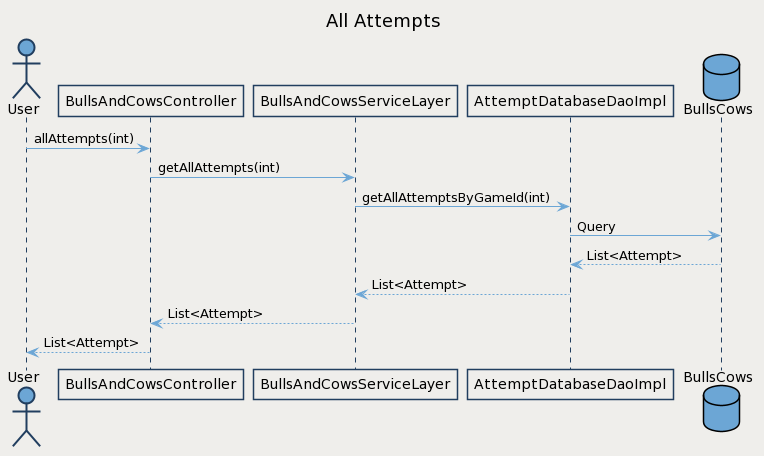 All Attempts
User
BullsAndCowsController
BullsAndCowsServiceLayer
AttemptDatabaseDaoImpl
BullsCows
allAttempts(int)
getAllAttempts(int)
getAllAttemptsByGameId(int)
Query
List<Attempt>
List<Attempt>
List<Attempt>
List<Attempt>
User
BullsAndCowsController
BullsAndCowsServiceLayer
AttemptDatabaseDaoImpl
BullsCows